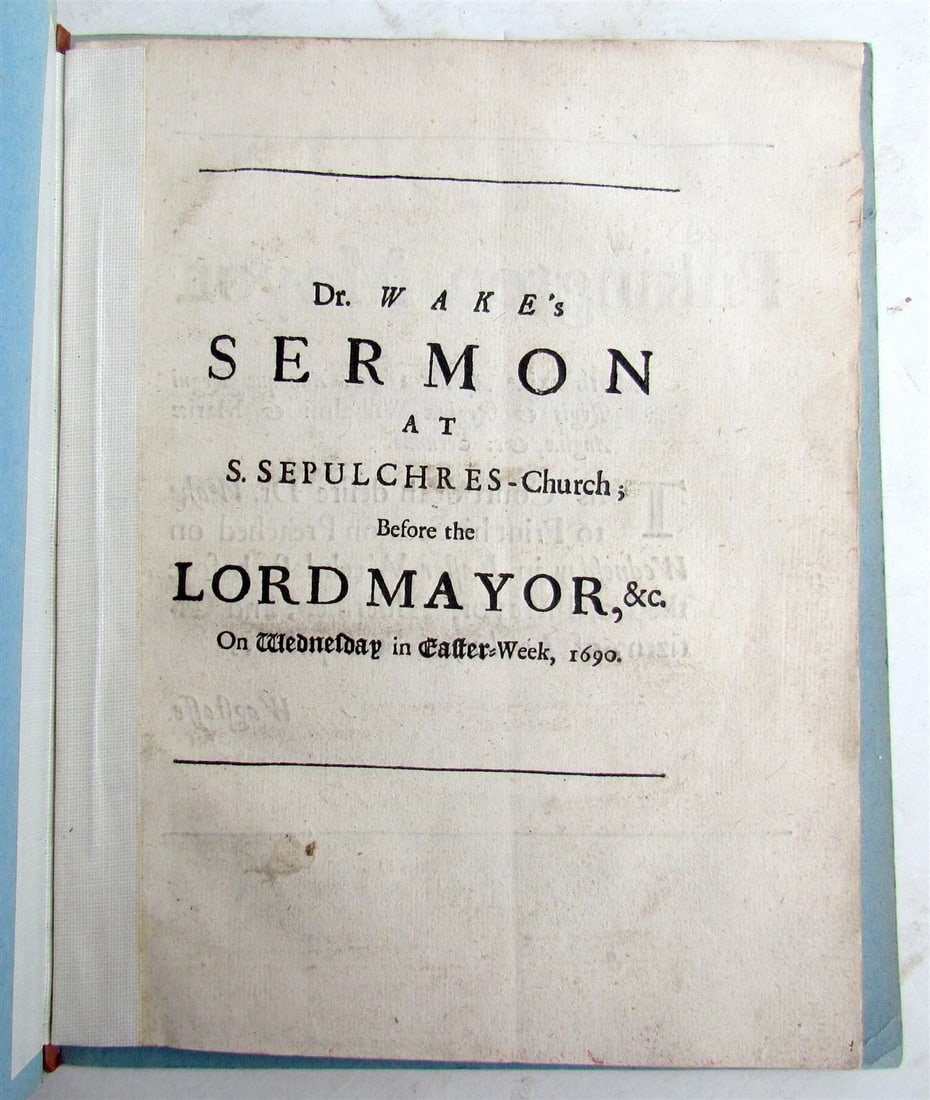 Dr. WAKE's
SERMON
AT
S. SEPULCHRES-Church;
Before the
LORD MAYOR, &c.
On Wedneſday in Eaſter-Week, 1690.